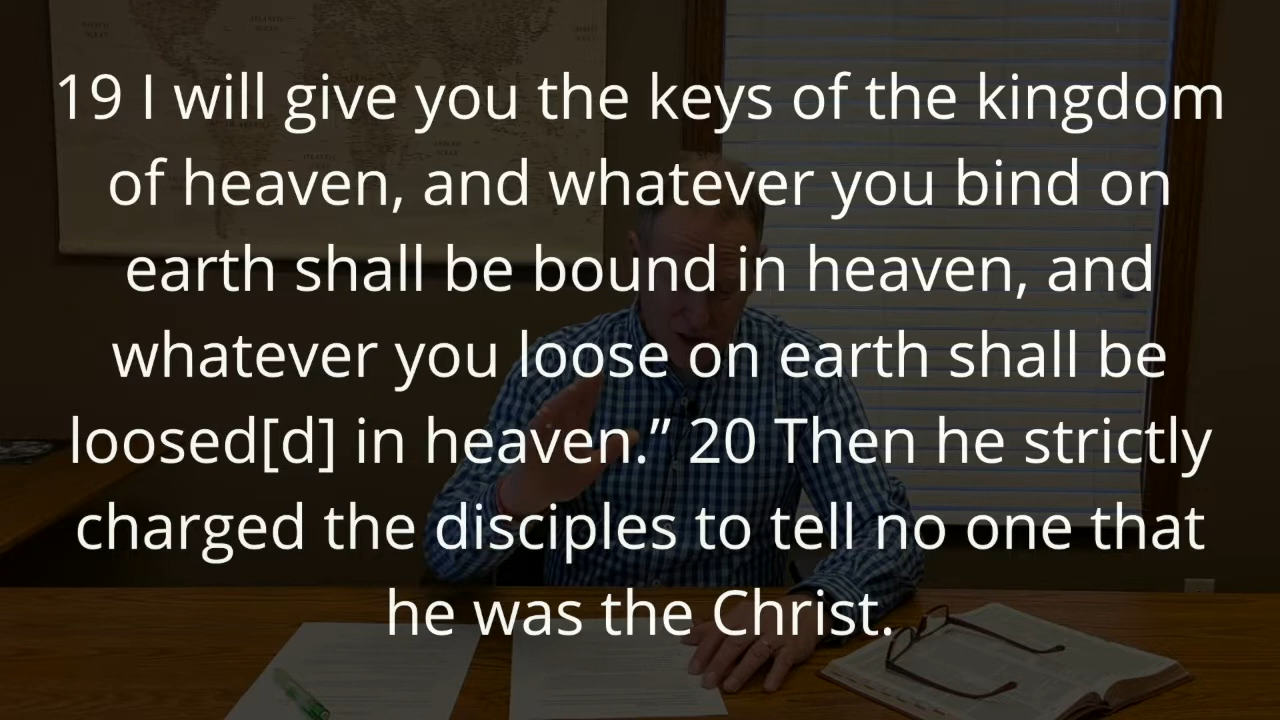 19 I will give you the keys of the kingdom
of heaven, and whatever you bind on
earth shall be bound in heaven, and
whatever you loose on earth shall be
loosed[d] in heaven.” 20 Then he strictly
charged the disciples to tell no one that
he was the Christ.